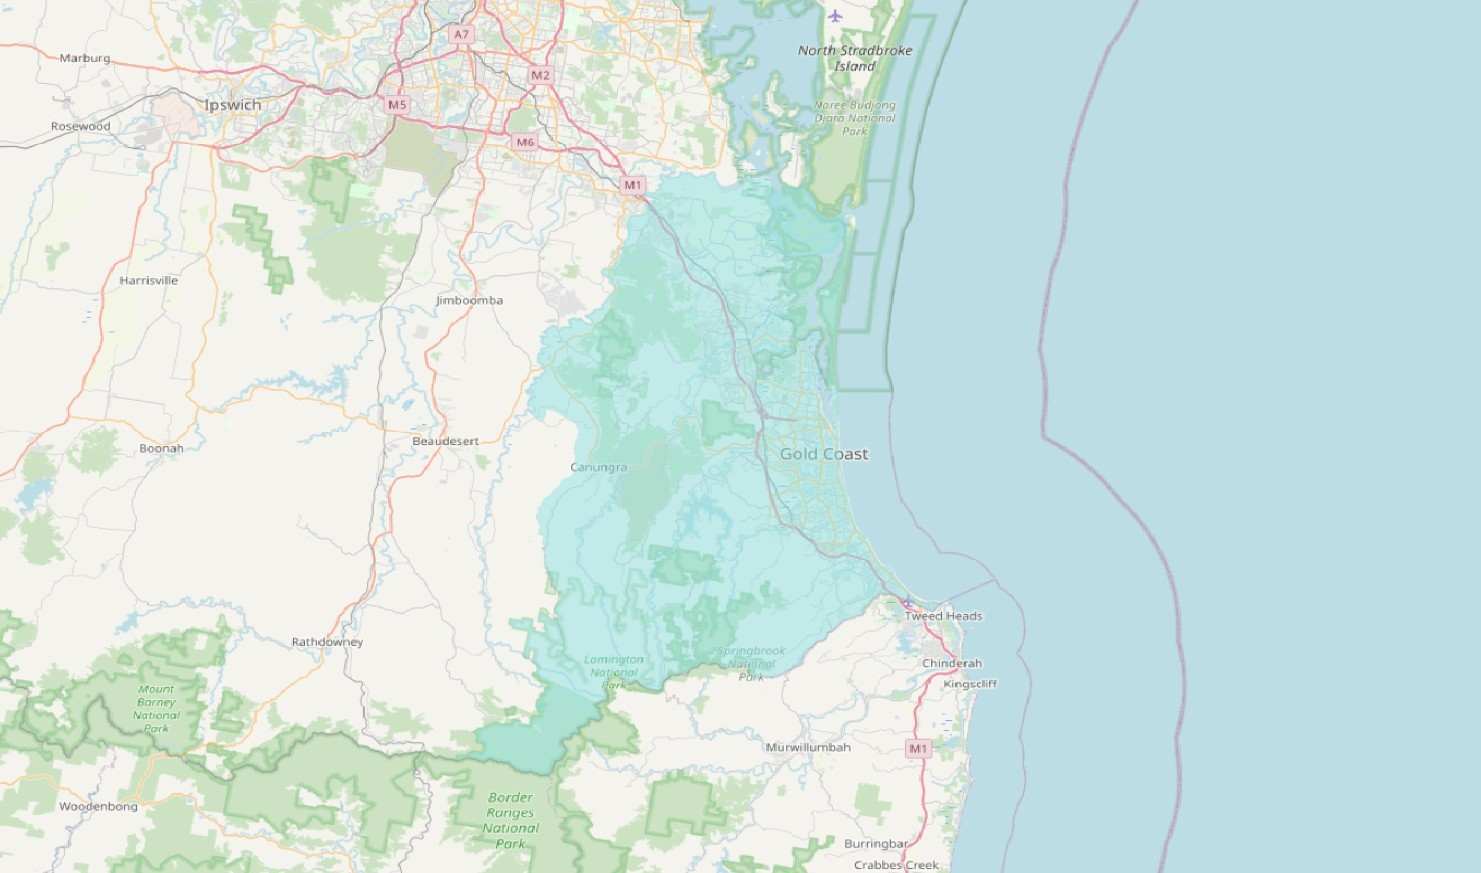 A7
North Stradbroke
Island
Marburg
M2
Ipswich
M5
Naree Budjong
Djara National
Park
Rosewood
M6
M1
Harrisville
Jimboomba
Beaudesert
Boonah
Gold Coast
Canungra
Tweed Heads
Rathdowney
Springbrook
National
Park
Lamington
National
Park
Chinderah
Kingscliff
Mount
Barney
National
Park
Murwillumbah
M1
Woodenbong
Border
Ranges
National
Park
Burringbar
Crabbes Creek